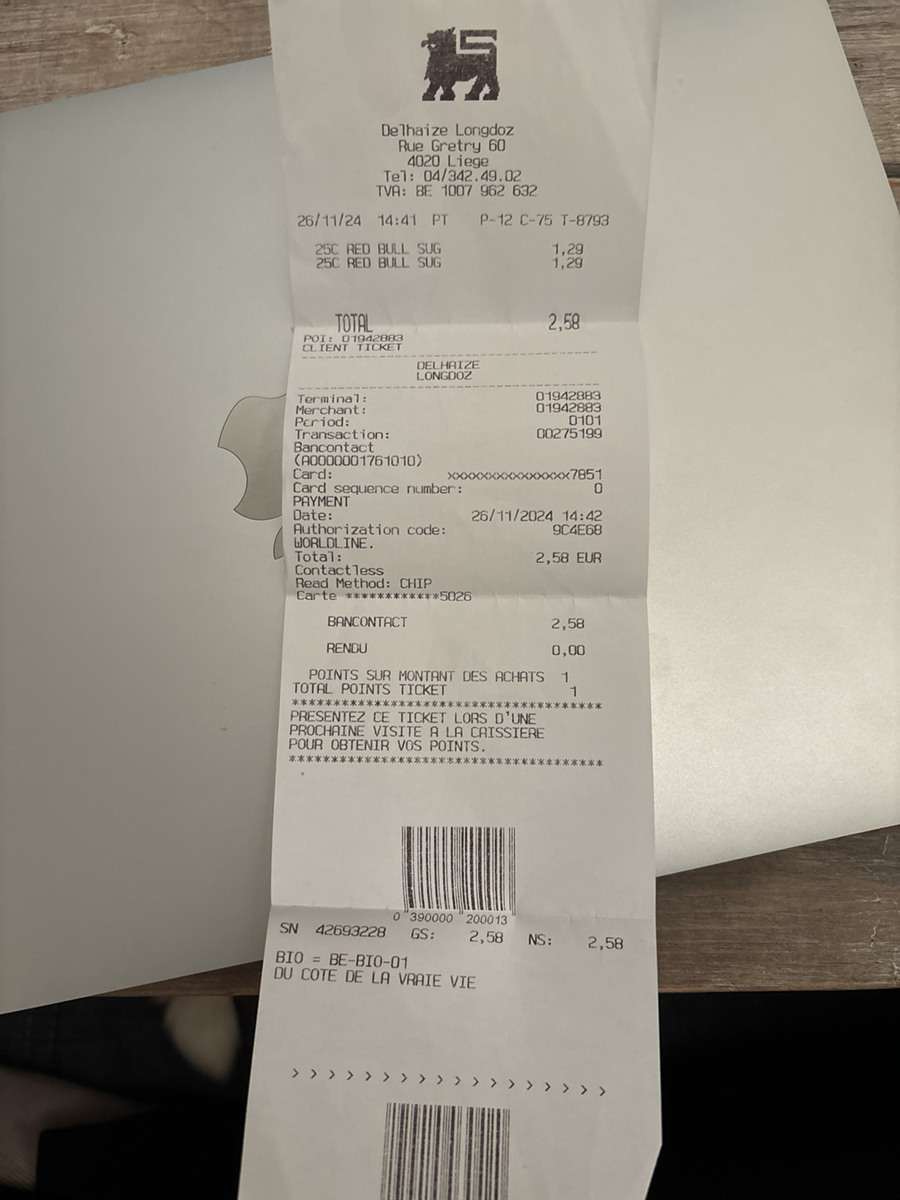 Delhaize Longdoz
Rue Gretry 60
4020 Liege
Tel: 04/342.49.02
TVA: BE 1007 962 632
26/11/24 14:41 PT P-12 C-75 T-8793
25C RED BULL SUG 1,29
25C RED BULL SUG 1,29
TOTAL 2,58
POI: 01942883
CLIENT TICKET
DELHAIZE
LONGDOZ
Terminal: 01942883
Merchant: 01942883
Period: 0101
Transaction: 00275199
Bancontact
(A0000001761010)
Card: xxxxxxxxxxxxxxx7851
Card sequence number: 0
PAYMENT
Date: 26/11/2024 14:42
Authorization code: 9C4E68
WORLDLINE.
Total: 2,58 EUR
Contactless
Read Method: CHIP
Carte ************5026
BANCONTACT 2,58
RENDU 0,00
POINTS SUR MONTANT DES ACHATS 1
TOTAL POINTS TICKET 1
***************************************
PRESENTEZ CE TICKET LORS D'UNE
PROCHAINE VISITE A LA CAISSIERE
POUR OBTENIR VOS POINTS.
***************************************
0 390000 200013
SN 42693228 GS: 2,58 NS: 2,58
BIO = BE-BIO-01
DU COTE DE LA VRAIE VIE
> > > > > > > > > > > > > > > > > >